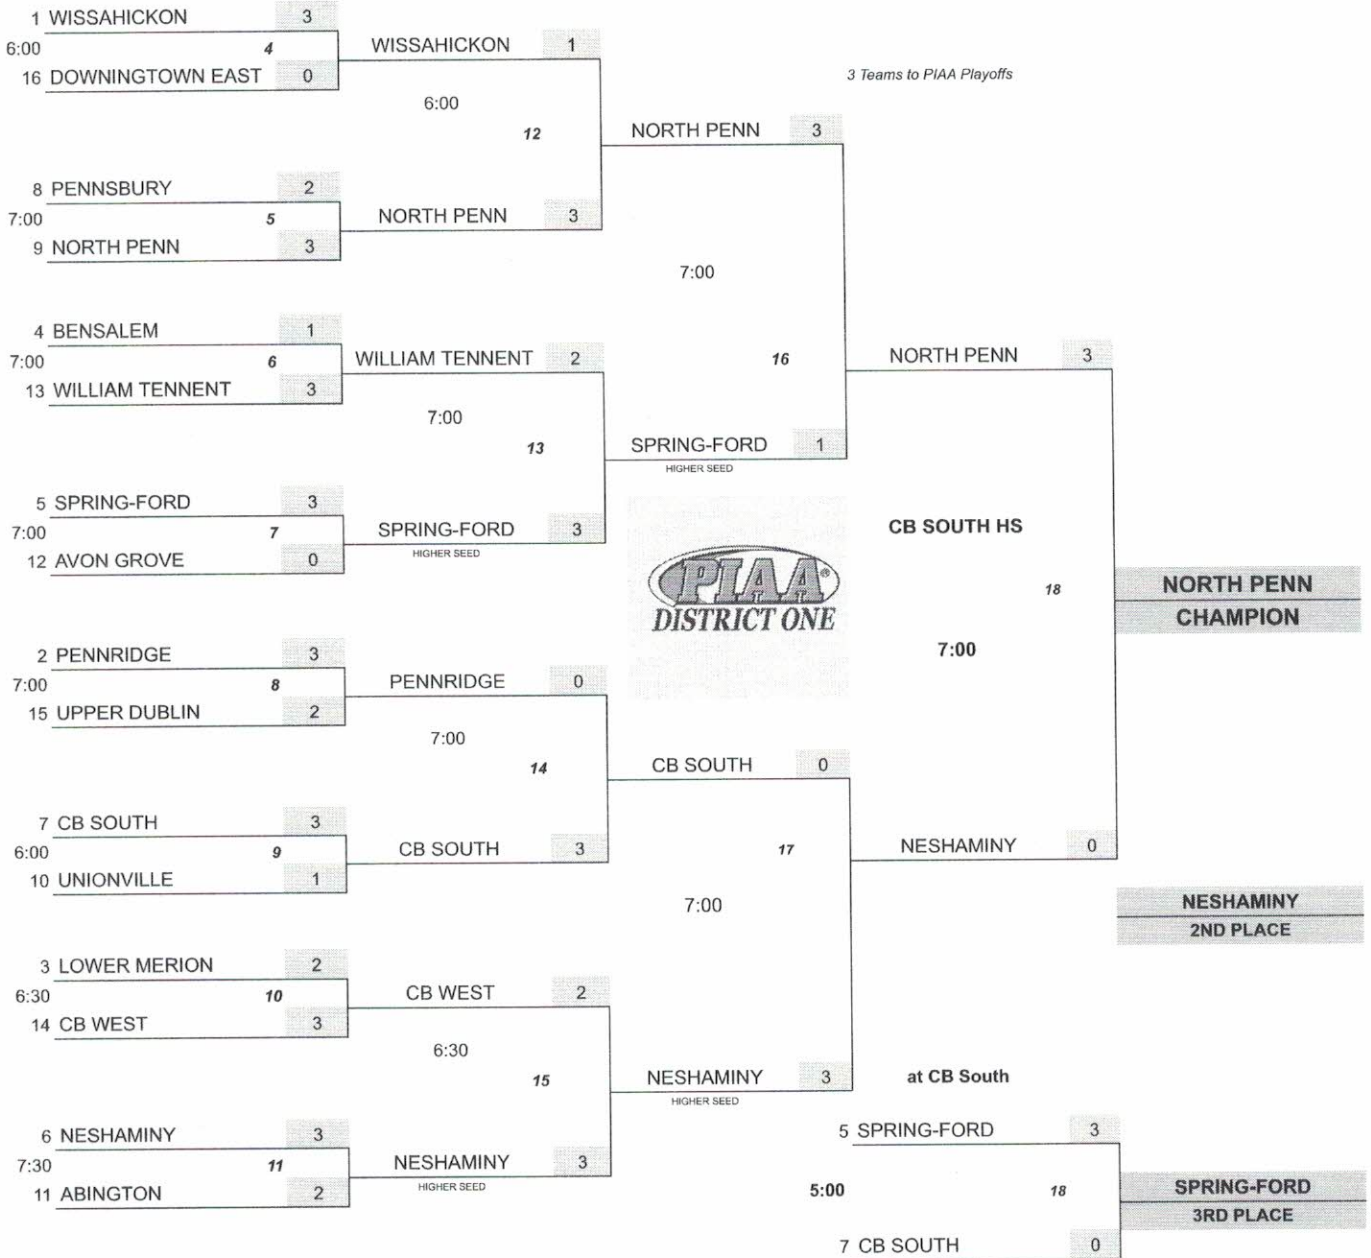 1 WISSAHICKON 3
6:00 4
16 DOWNINGTOWN EAST 0
WISSAHICKON 1
6:00
12
3 Teams to PIAA Playoffs
NORTH PENN 3
8 PENNSBURY 2
7:00 5
9 NORTH PENN 3
NORTH PENN 3
7:00
16
4 BENSALEM 1
7:00 6
13 WILLIAM TENNENT 3
WILLIAM TENNENT 2
7:00
13
NORTH PENN 3
SPRING-FORD 1
HIGHER SEED
5 SPRING-FORD 3
7:00 7
12 AVON GROVE 0
SPRING-FORD 3
HIGHER SEED
PIAA®
DISTRICT ONE
CB SOUTH HS
18
7:00
NORTH PENN
CHAMPION
2 PENNRIDGE 3
7:00 8
15 UPPER DUBLIN 2
PENNRIDGE 0
7:00
14
CB SOUTH 0
7 CB SOUTH 3
6:00 9
10 UNIONVILLE 1
CB SOUTH 3
17
7:00
NESHAMINY 0
NESHAMINY
2ND PLACE
3 LOWER MERION 2
6:30 10
14 CB WEST 3
CB WEST 2
6:30
15
NESHAMINY 3
HIGHER SEED
6 NESHAMINY 3
7:30 11
11 ABINGTON 2
NESHAMINY 3
HIGHER SEED
at CB South
5 SPRING-FORD 3
5:00 18
7 CB SOUTH 0
SPRING-FORD
3RD PLACE